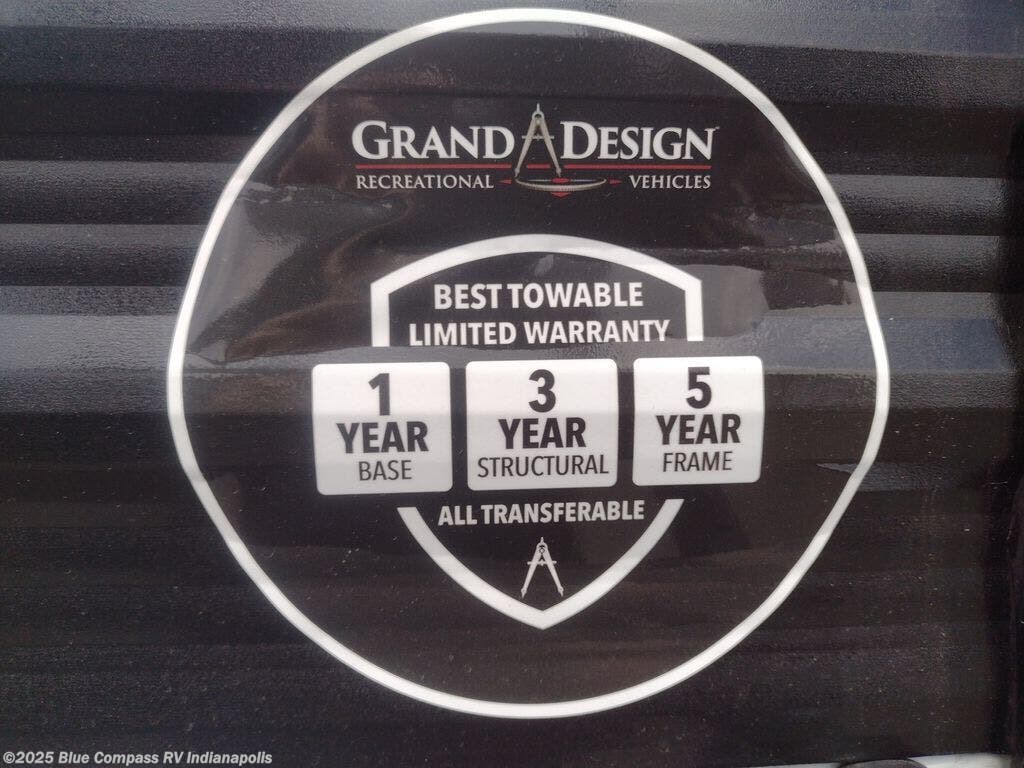 GRAND DESIGN
RECREATIONAL VEHICLES
BEST TOWABLE
LIMITED WARRANTY
1
YEAR
BASE
3
YEAR
STRUCTURAL
5
YEAR
FRAME
ALL TRANSFERABLE
©2025 Blue Compass RV Indianapolis